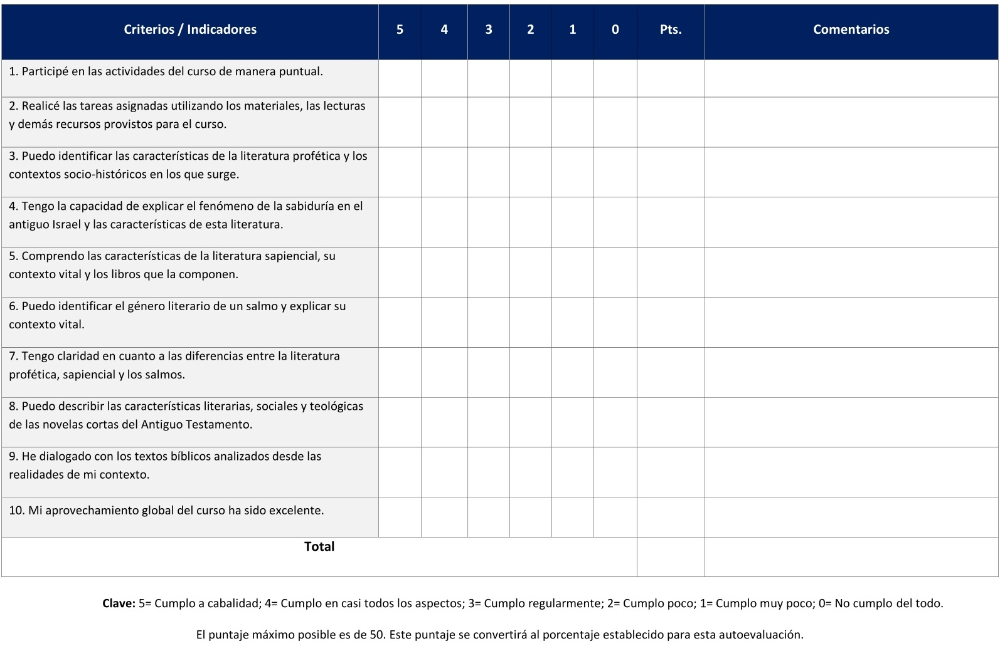 Criterios / Indicadores 5 4 3 2 1 0 Pts. Comentarios
1. Participé en las actividades del curso de manera puntual.
2. Realicé las tareas asignadas utilizando los materiales, las lecturas
y demás recursos provistos para el curso.
3. Puedo identificar las características de la literatura profética y los
contextos socio-históricos en los que surge.
4. Tengo la capacidad de explicar el fenómeno de la sabiduría en el
antiguo Israel y las características de esta literatura.
5. Comprendo las características de la literatura sapiencial, su
contexto vital y los libros que la componen.
6. Puedo identificar el género literario de un salmo y explicar su
contexto vital.
7. Tengo claridad en cuanto a las diferencias entre la literatura
profética, sapiencial y los salmos.
8. Puedo describir las características literarias, sociales y teológicas
de las novelas cortas del Antiguo Testamento.
9. He dialogado con los textos bíblicos analizados desde las
realidades de mi contexto.
10. Mi aprovechamiento global del curso ha sido excelente.
Total
Clave: 5= Cumplo a cabalidad; 4= Cumplo en casi todos los aspectos; 3= Cumplo regularmente; 2= Cumplo poco; 1= Cumplo muy poco; 0= No cumplo del todo.
El puntaje máximo posible es de 50. Este puntaje se convertirá al porcentaje establecido para esta autoevaluación.